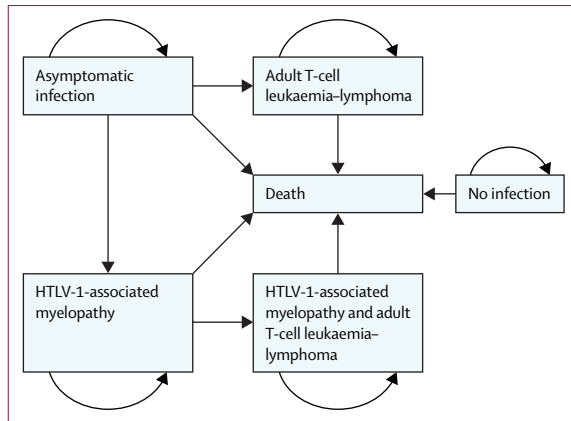 Asymptomatic
infection
Adult T-cell
leukaemia–lymphoma
Death
No infection
HTLV-1-associated
myelopathy
HTLV-1-associated
myelopathy and adult
T-cell leukaemia–
lymphoma